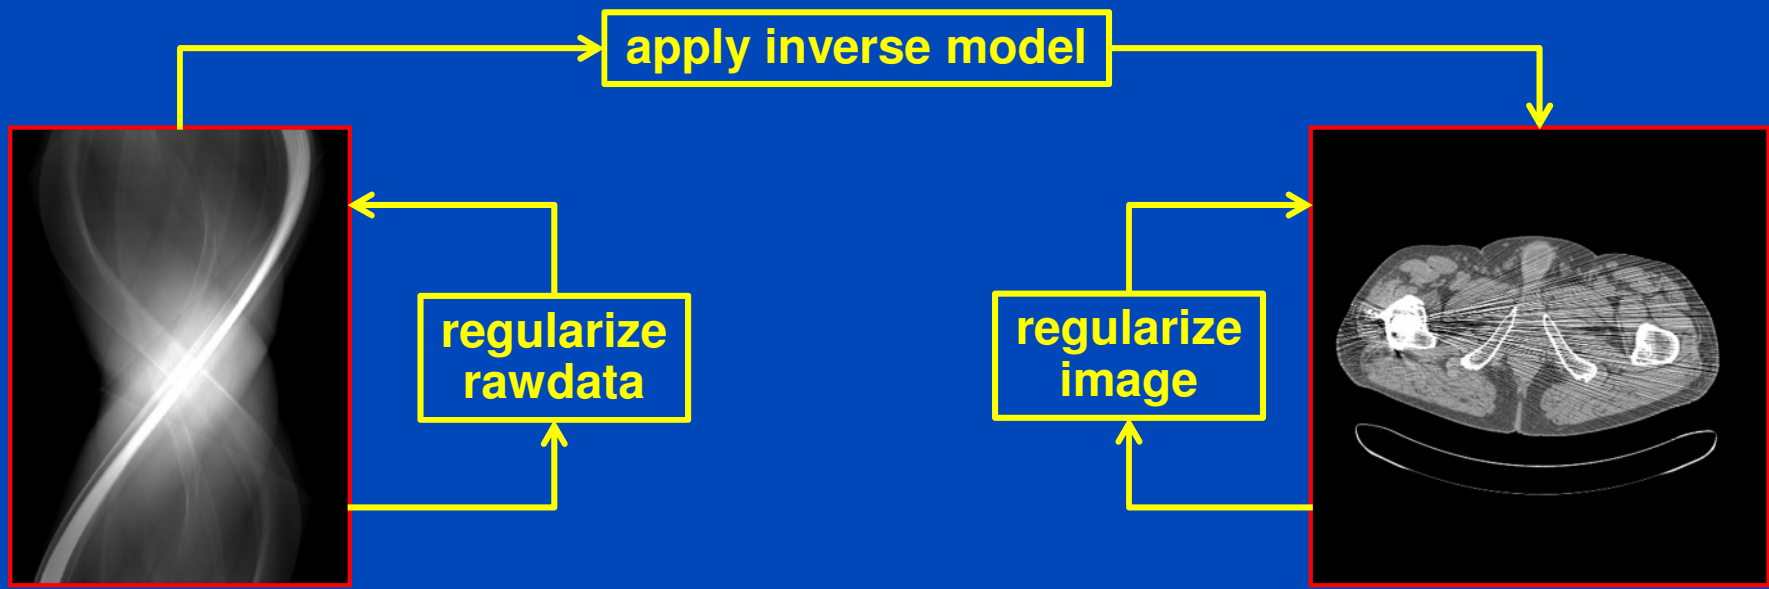 apply inverse model
regularize
rawdata
regularize
image